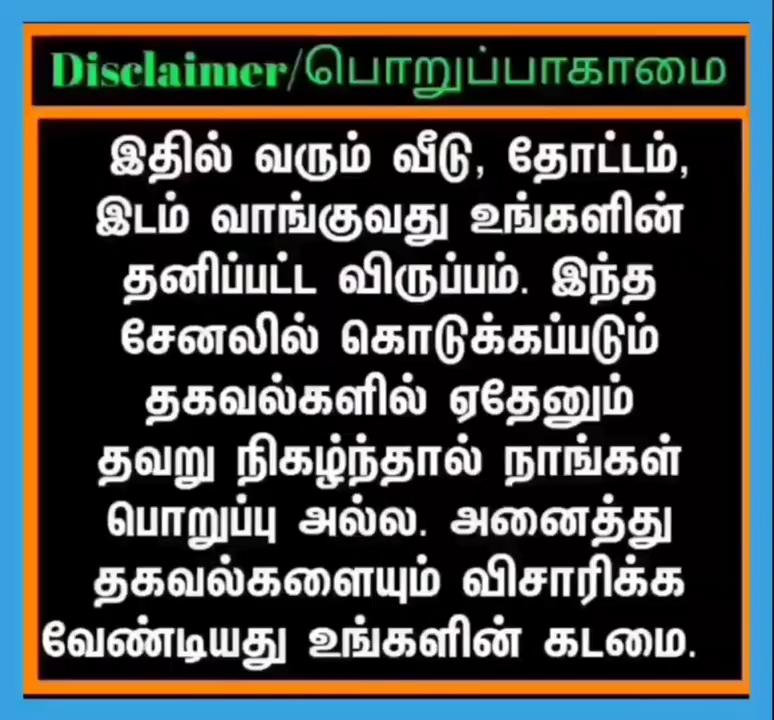 Disclaimer/பொறுப்பாகாமை
இதில் வரும் வீடு, தோட்டம்,
இடம் வாங்குவது உங்களின்
தனிப்பட்ட விருப்பம். இந்த
சேனலில் கொடுக்கப்படும்
தகவல்களில் ஏதேனும்
தவறு நிகழ்ந்தால் நாங்கள்
பொறுப்பு அல்ல. அனைத்து
தகவல்களையும் விசாரிக்க
வேண்டியது உங்களின் கடமை.